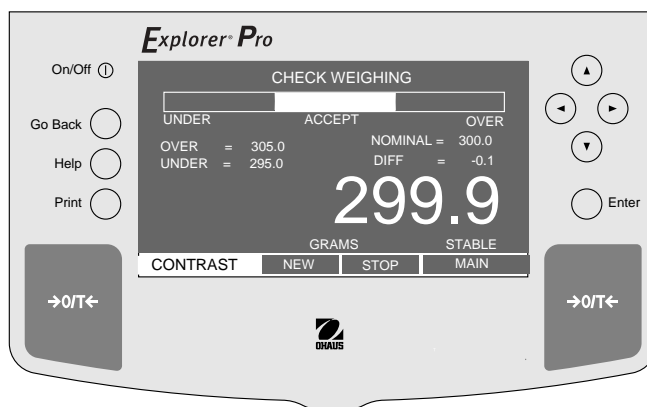 Explorer® Pro
On/Off
Go Back
Help
Print
CHECK WEIGHING
UNDER ACCEPT OVER
OVER = 305.0 NOMINAL = 300.0
UNDER = 295.0 DIFF = -0.1
299.9
GRAMS STABLE
CONTRAST NEW STOP MAIN
Enter
→0/T←
→0/T←
OHAUS